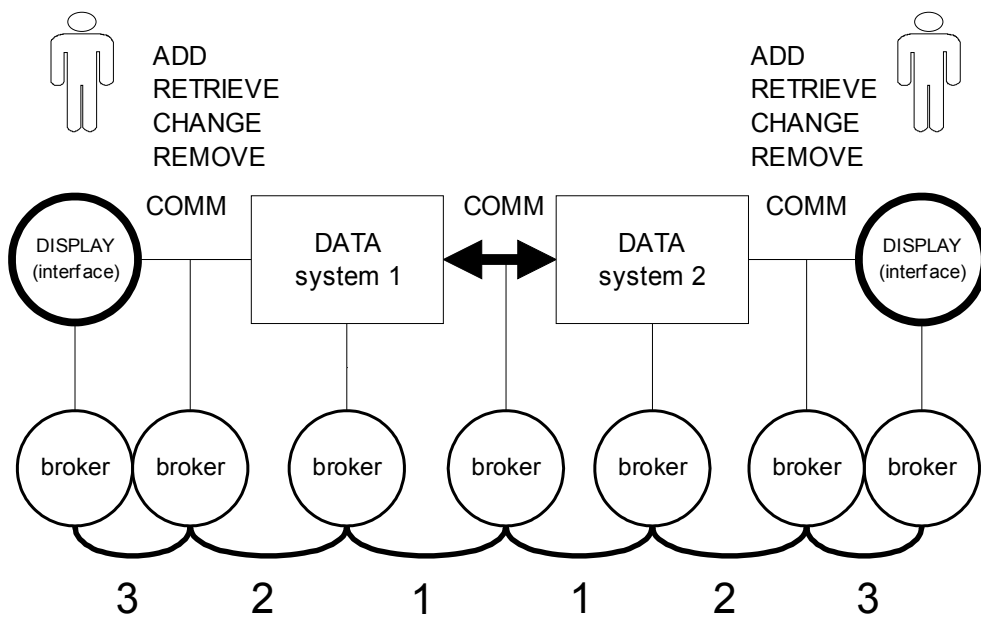 ADD
RETRIEVE
CHANGE
REMOVE
ADD
RETRIEVE
CHANGE
REMOVE
COMM
COMM
COMM
DISPLAY
(interface)
DATA
system 1
DATA
system 2
DISPLAY
(interface)
broker
broker
broker
broker
broker
broker
broker
3
2
1
1
2
3